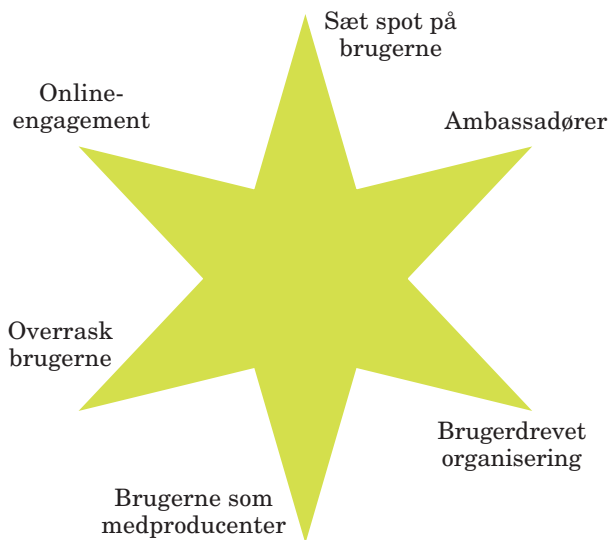 Sæt spot på
brugerne
Ambassadører
Brugerdrevet
organisering
Brugerne som
medproducenter
Overrask
brugerne
Online-
engagement